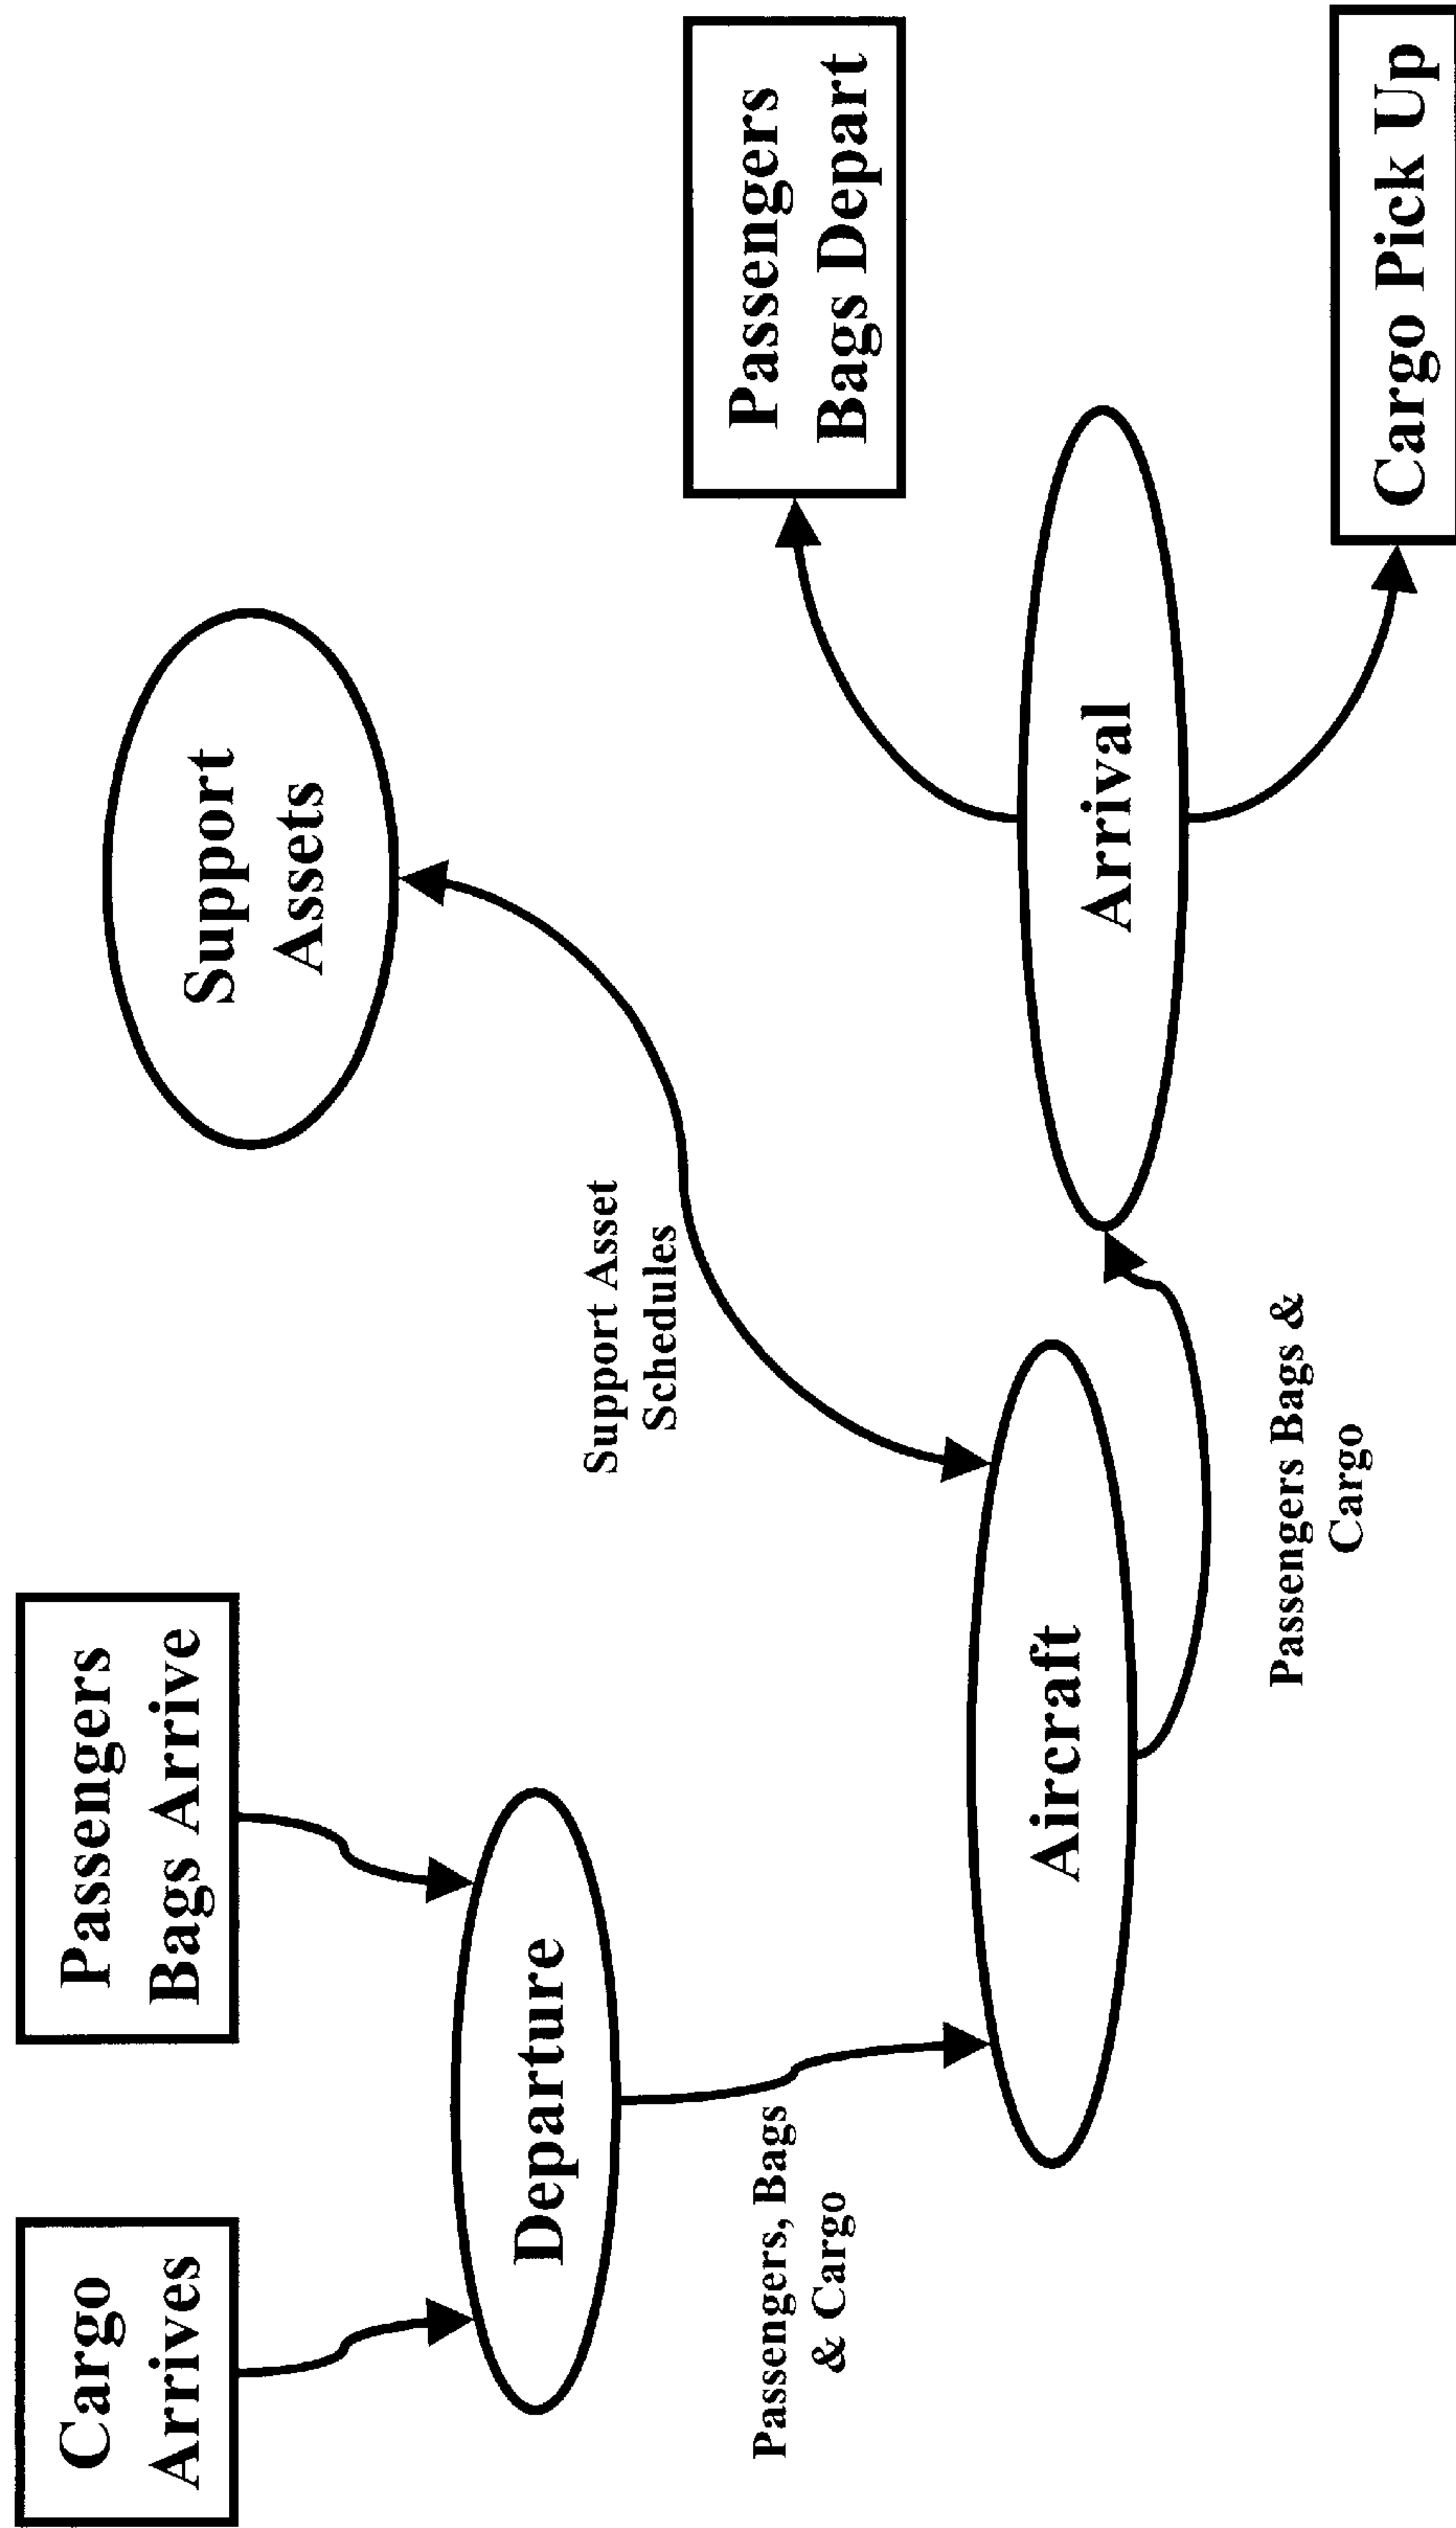 Cargo
Arrives
Passengers
Bags Arrive
Departure
Support
Assets
Support Asset
Schedules
Passengers, Bags
& Cargo
Passengers
Bags Depart
Aircraft
Arrival
Passengers Bags &
Cargo
Cargo Pick Up